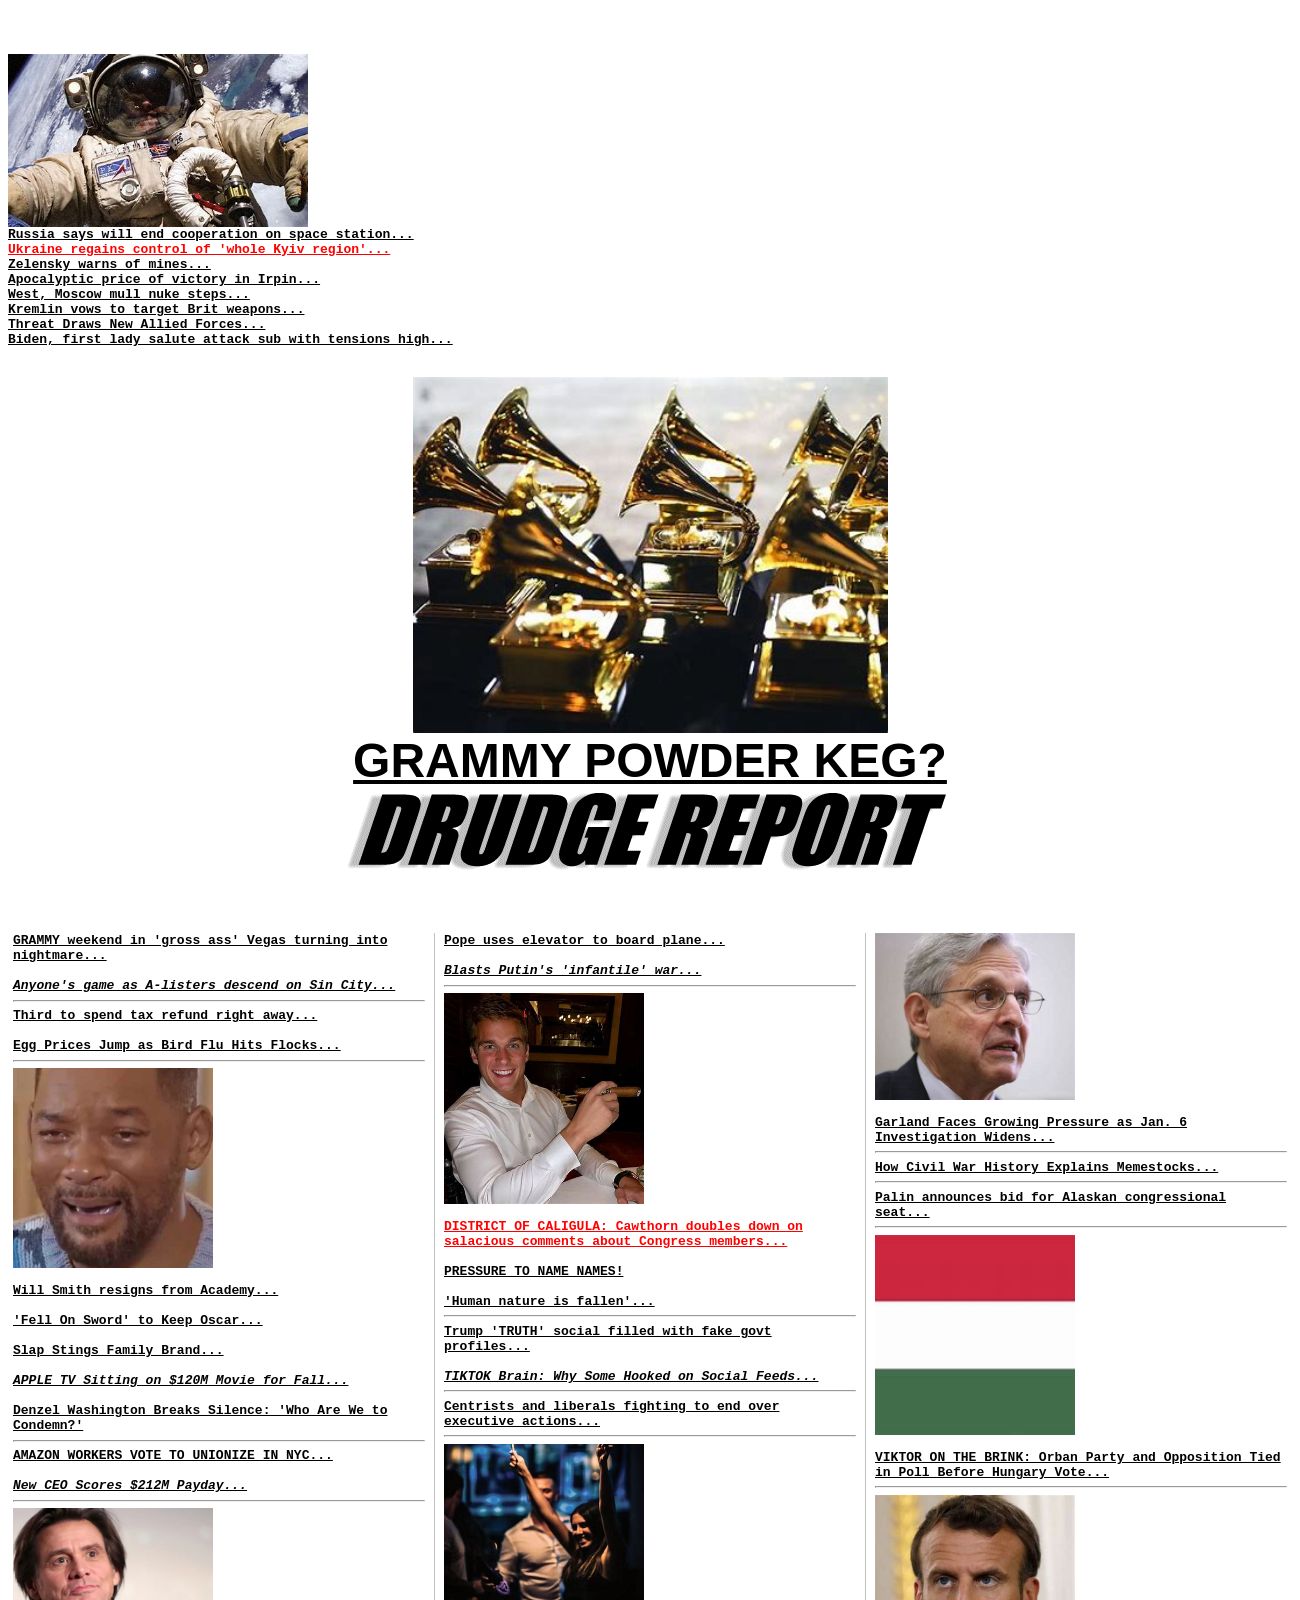 Russia says will end cooperation on space station...
Ukraine regains control of 'whole Kyiv region'...
Zelensky warns of mines...
Apocalyptic price of victory in Irpin...
West, Moscow mull nuke steps...
Kremlin vows to target Brit weapons...
Threat Draws New Allied Forces...
Biden, first lady salute attack sub with tensions high...
GRAMMY POWDER KEG?
DRUDGE REPORT
GRAMMY weekend in 'gross ass' Vegas turning into
nightmare...
Anyone's game as A-listers descend on Sin City...
Third to spend tax refund right away...
Egg Prices Jump as Bird Flu Hits Flocks...
Will Smith resigns from Academy...
'Fell On Sword' to Keep Oscar...
Slap Stings Family Brand...
APPLE TV Sitting on $120M Movie for Fall...
Denzel Washington Breaks Silence: 'Who Are We to
Condemn?'
AMAZON WORKERS VOTE TO UNIONIZE IN NYC...
New CEO Scores $212M Payday...
Pope uses elevator to board plane...
Blasts Putin's 'infantile' war...
DISTRICT OF CALIGULA: Cawthorn doubles down on
salacious comments about Congress members...
PRESSURE TO NAME NAMES!
'Human nature is fallen'...
Trump 'TRUTH' social filled with fake govt
profiles...
TIKTOK Brain: Why Some Hooked on Social Feeds...
Centrists and liberals fighting to end over
executive actions...
Garland Faces Growing Pressure as Jan. 6
Investigation Widens...
How Civil War History Explains Memestocks...
Palin announces bid for Alaskan congressional
seat...
VIKTOR ON THE BRINK: Orban Party and Opposition Tied
in Poll Before Hungary Vote...